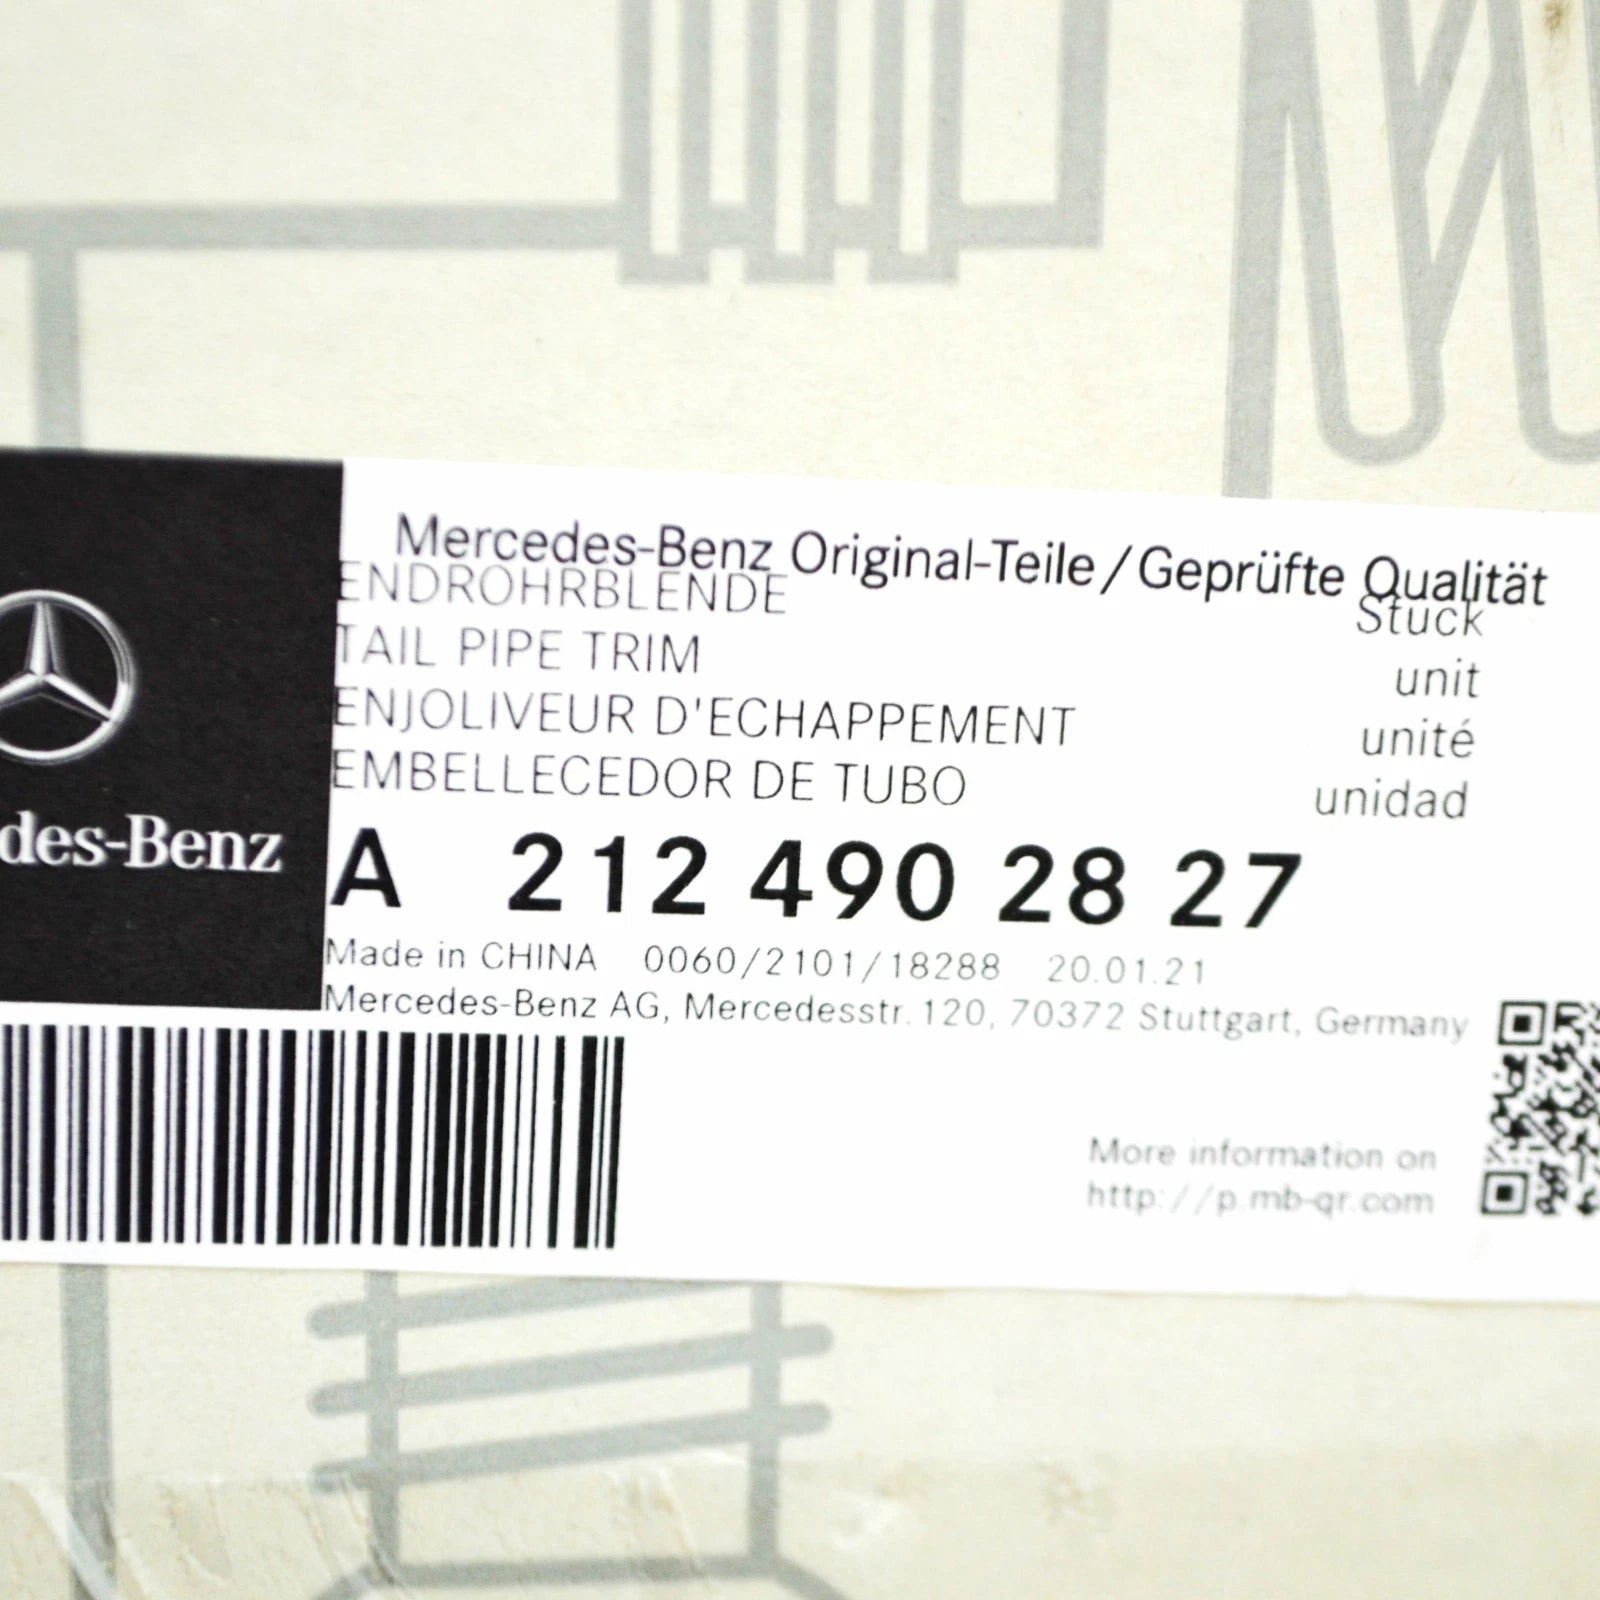 Mercedes-Benz Original-Teile/Geprüfte Qualität
ENDROHRBLENDE Stück
TAIL PIPE TRIM unit
ENJOLIVEUR D'ECHAPPEMENT unité
EMBELLECEDOR DE TUBO unidad
des-Benz
A 212 490 28 27
Made in CHINA 0060/2101/18288 20.01.21
Mercedes-Benz AG, Mercedesstr. 120, 70372 Stuttgart, Germany
More information on
http://p.mb-qr.com